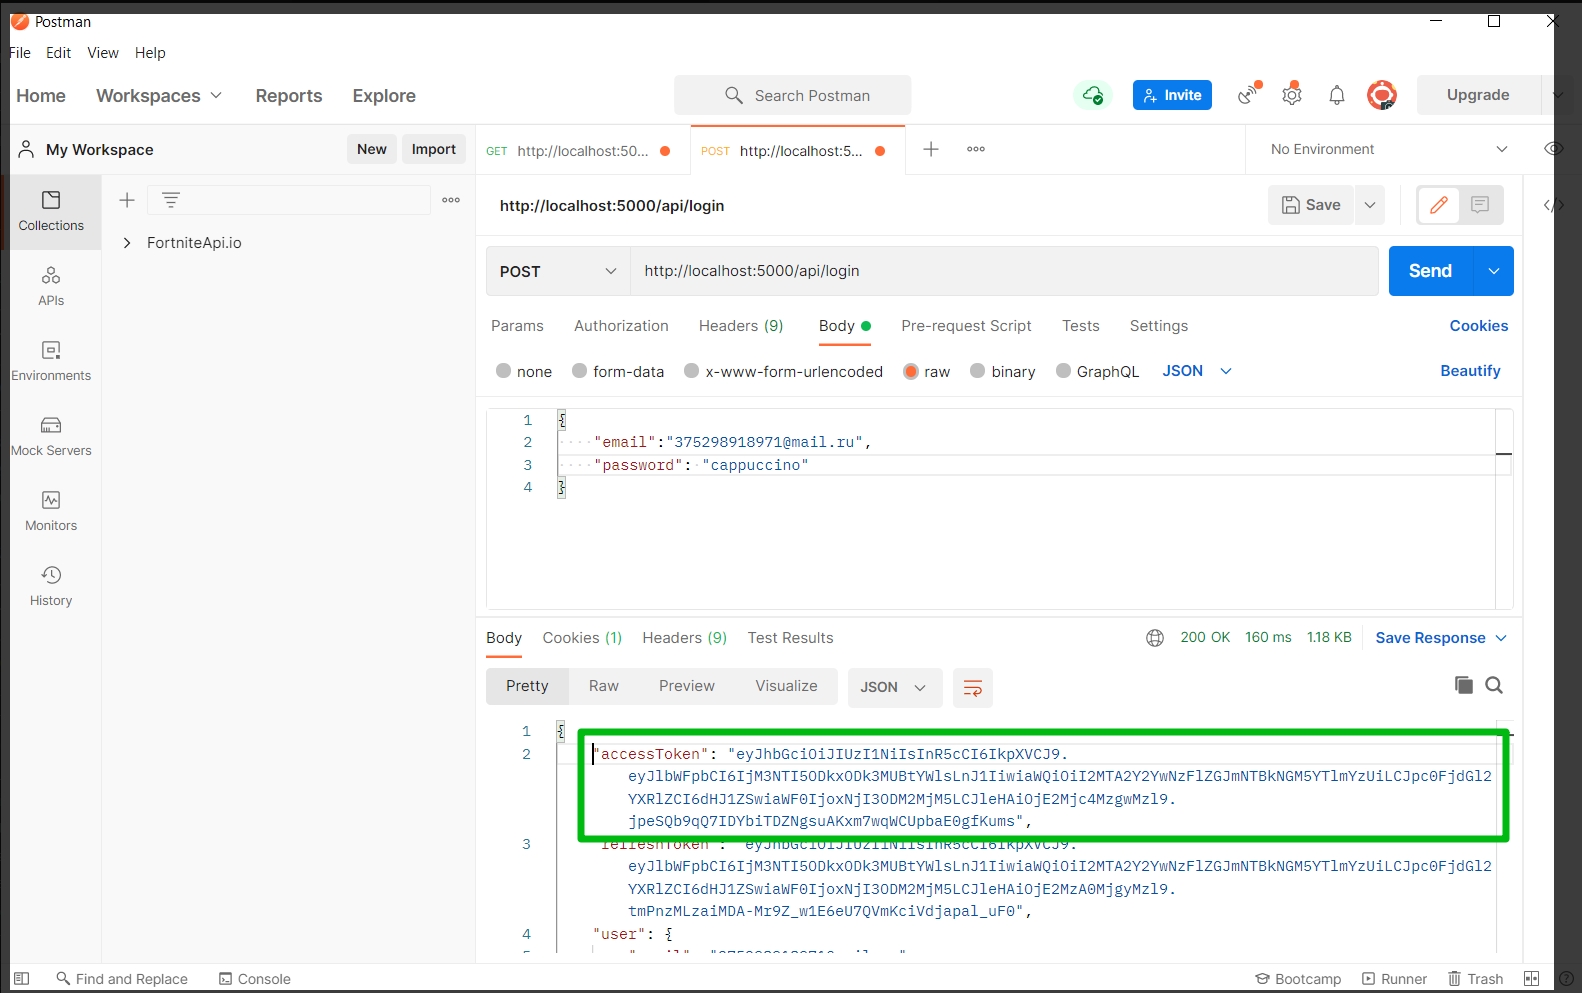 Postman
File Edit View Help
Home Workspaces Reports Explore
Search Postman
Invite
Upgrade
My Workspace
New Import
GET http://localhost:50...
POST http://localhost:5...
No Environment
Collections
FortniteApi.io
APIs
Environments
Mock Servers
Monitors
History
http://localhost:5000/api/login
Save
POST http://localhost:5000/api/login
Send
Params Authorization Headers (9) Body Pre-request Script Tests Settings Cookies
none form-data x-www-form-urlencoded raw binary GraphQL JSON Beautify
1 {
2 "email":"375298918971@mail.ru",
3 "password": "cappuccino"
4 }
Body Cookies (1) Headers (9) Test Results 200 OK 160 ms 1.18 KB Save Response
Pretty Raw Preview Visualize JSON
1 {
2 "accessToken": "eyJhbGciOiJIUzI1NiIsInR5cCI6IkpXVCJ9.
eyJlbWFpbCI6IjM3NTI5ODkxODk3MUBtYWlsLnJ1IiwiaWQiOiI2MTA2Y2YwNzFlZGJmNTBkNGM5YTlmYzUiLCJpc0FjdGl2
YXRlZCI6dHJ1ZSwiaWF0IjoxNjI3ODM2MjM5LCJleHAiOjE2Mjc4MzgwMzl9.
jpeSQb9qQ7IDYbiTDZNgsuAKxm7wqWCUpbaE0gfKums",
3 refreshToken": "eyJhbGciOiJIUzI1NiIsInR5cCI6IkpXVCJ9.
eyJlbWFpbCI6IjM3NTI5ODkxODk3MUBtYWlsLnJ1IiwiaWQiOiI2MTA2Y2YwNzFlZGJmNTBkNGM5YTlmYzUiLCJpc0FjdGl2
YXRlZCI6dHJ1ZSwiaWF0IjoxNjI3ODM2MjM5LCJleHAiOjE2MzA0MjgyMzl9.
tmPnzMLzaiMDA-Mr9Z_w1E6eU7QVmKciVdjapal_uF0",
4 "user": {
Find and Replace Console Bootcamp Runner Trash